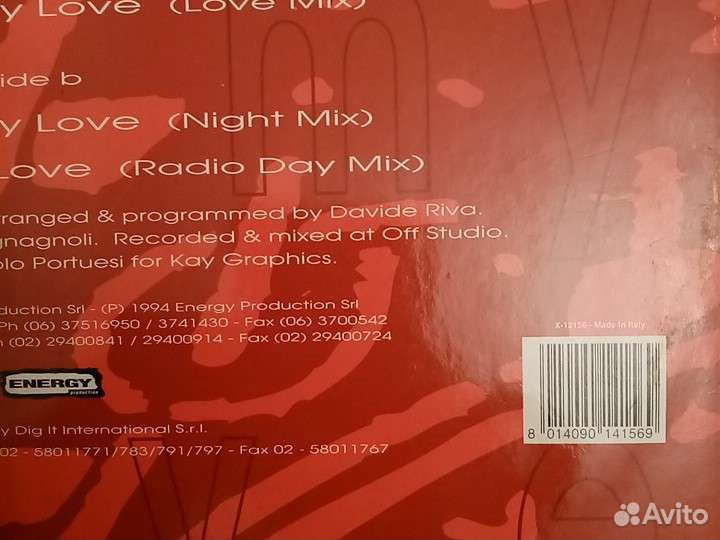 y Love (Love Mix)
ide b
y Love (Night Mix)
Love (Radio Day Mix)
rranged & programmed by Davide Riva.
gnagnoli. Recorded & mixed at Off Studio.
olo Portuesi for Kay Graphics.
oduction Srl - (P) 1994 Energy Production Srl
Ph (06) 37516950 / 3741430 - Fax (06) 3700542
(02) 29400841 / 29400914 - Fax (02) 29400724
X-12156 - Made In Italy
ENERGY
production
8 014090 141569
y Dig It International S.r.l.
02 - 58011771/783/791/797 - Fax 02 - 58011767
m y
v e
Avito